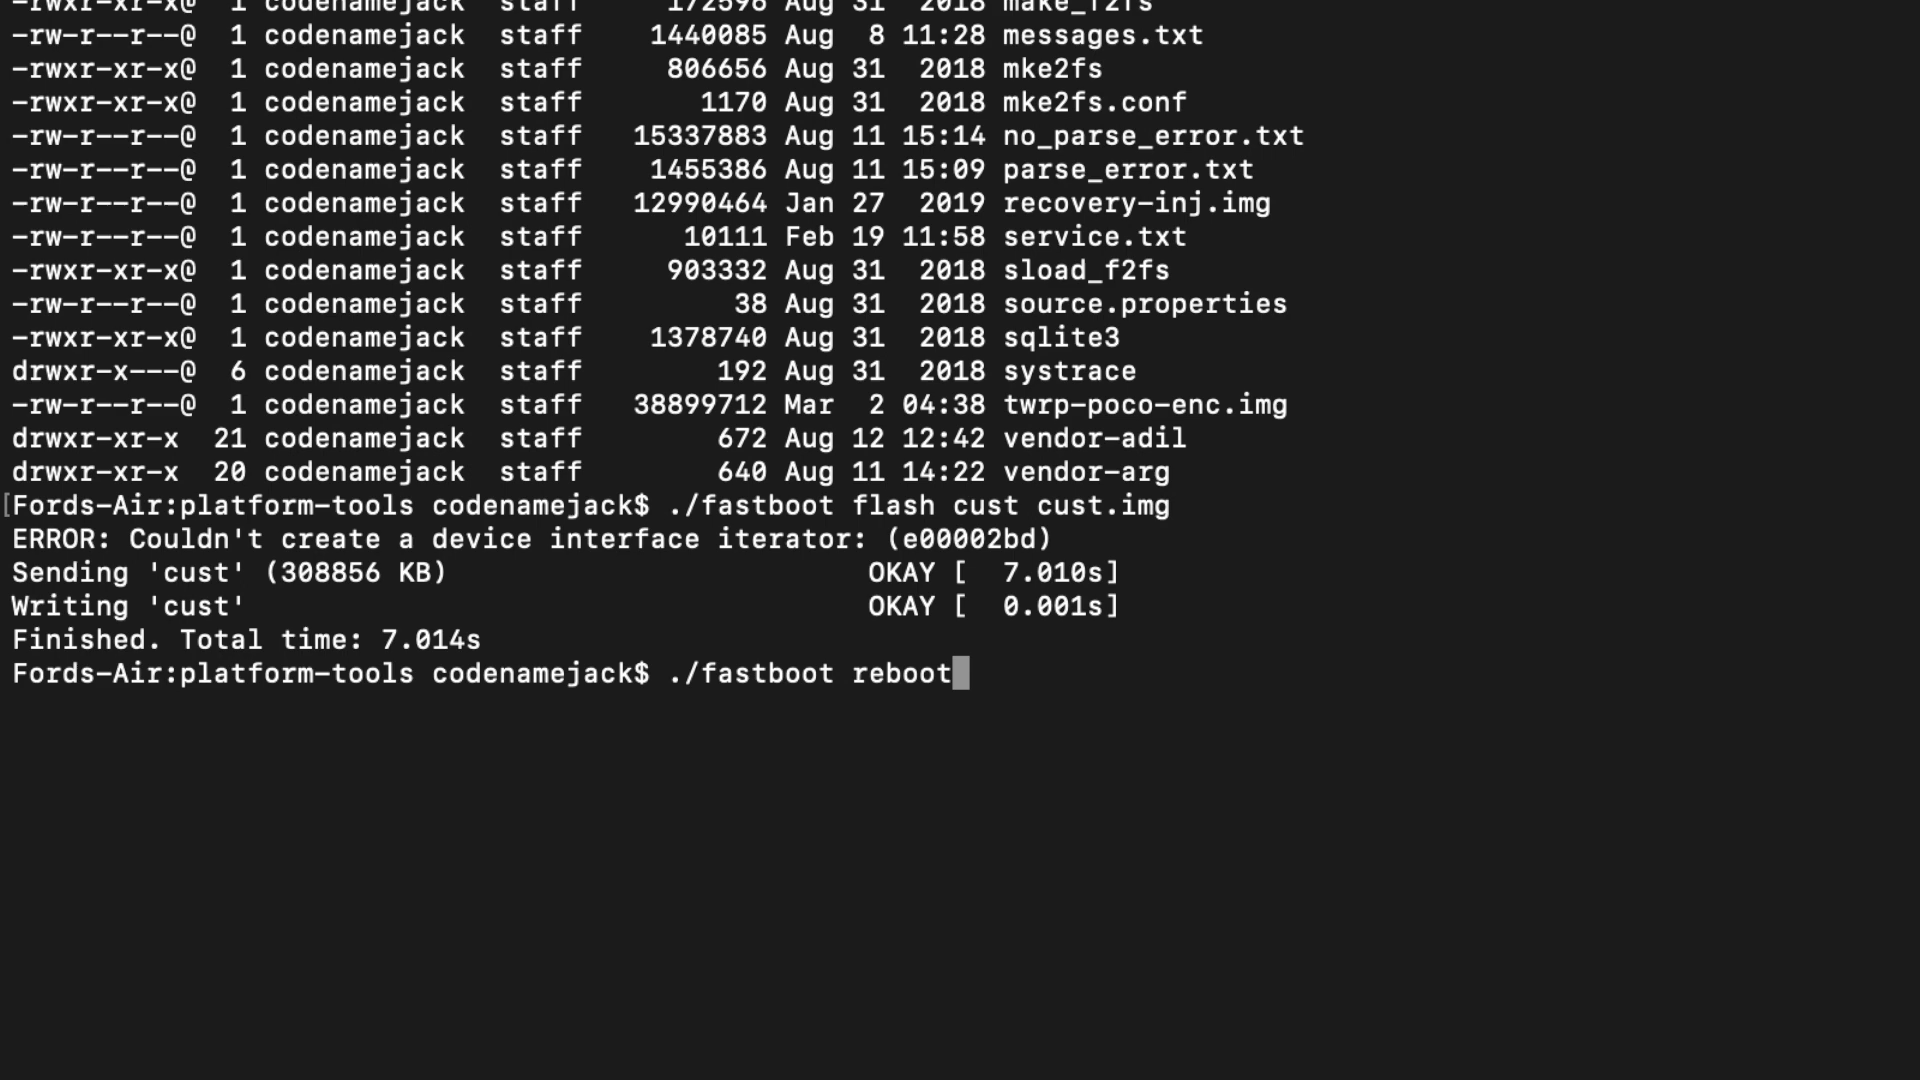 -rwxr-xr-x@  1 codenamejack  staff    172596 Aug 31  2018 make_f2fs
-rw-r--r--@  1 codenamejack  staff   1440085 Aug  8 11:28 messages.txt
-rwxr-xr-x@  1 codenamejack  staff    806656 Aug 31  2018 mke2fs
-rwxr-xr-x@  1 codenamejack  staff      1170 Aug 31  2018 mke2fs.conf
-rw-r--r--@  1 codenamejack  staff  15337883 Aug 11 15:14 no_parse_error.txt
-rw-r--r--@  1 codenamejack  staff   1455386 Aug 11 15:09 parse_error.txt
-rw-r--r--@  1 codenamejack  staff  12990464 Jan 27  2019 recovery-inj.img
-rw-r--r--@  1 codenamejack  staff     10111 Feb 19 11:58 service.txt
-rwxr-xr-x@  1 codenamejack  staff    903332 Aug 31  2018 sload_f2fs
-rw-r--r--@  1 codenamejack  staff        38 Aug 31  2018 source.properties
-rwxr-xr-x@  1 codenamejack  staff   1378740 Aug 31  2018 sqlite3
drwxr-x---@  6 codenamejack  staff       192 Aug 31  2018 systrace
-rw-r--r--@  1 codenamejack  staff  38899712 Mar  2 04:38 twrp-poco-enc.img
drwxr-xr-x  21 codenamejack  staff       672 Aug 12 12:42 vendor-adil
drwxr-xr-x  20 codenamejack  staff       640 Aug 11 14:22 vendor-arg
[Fords-Air:platform-tools codenamejack$ ./fastboot flash cust cust.img
ERROR: Couldn't create a device interface iterator: (e00002bd)
Sending 'cust' (308856 KB)                         OKAY [  7.010s]
Writing 'cust'                                     OKAY [  0.001s]
Finished. Total time: 7.014s
Fords-Air:platform-tools codenamejack$ ./fastboot reboot